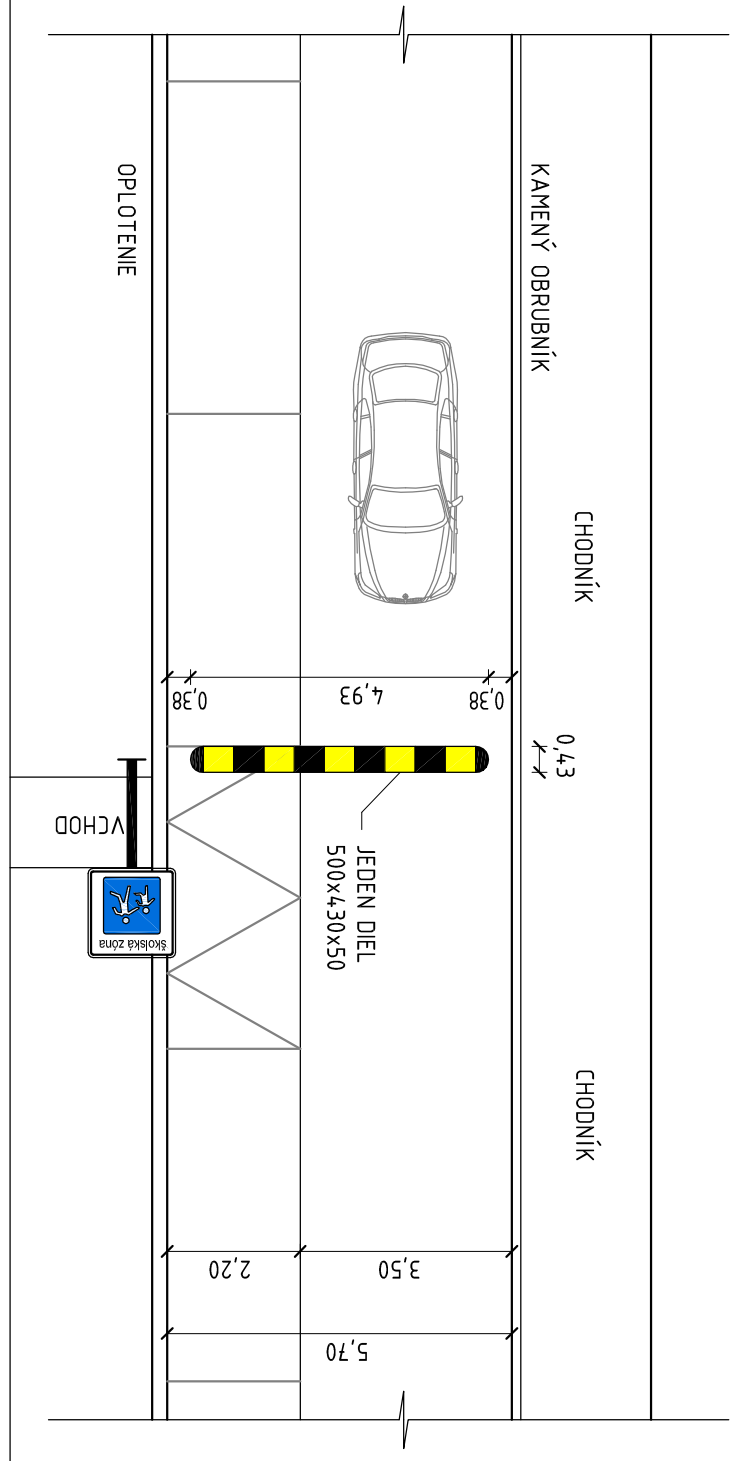 OPLOTENIE
KAMENÝ OBRUBNÍK
CHODNÍK
0,38
4,93
0,38
0,43
VCHOD
školská zóna
JEDEN DIEL
500x430x50
CHODNÍK
2,20
3,50
5,70